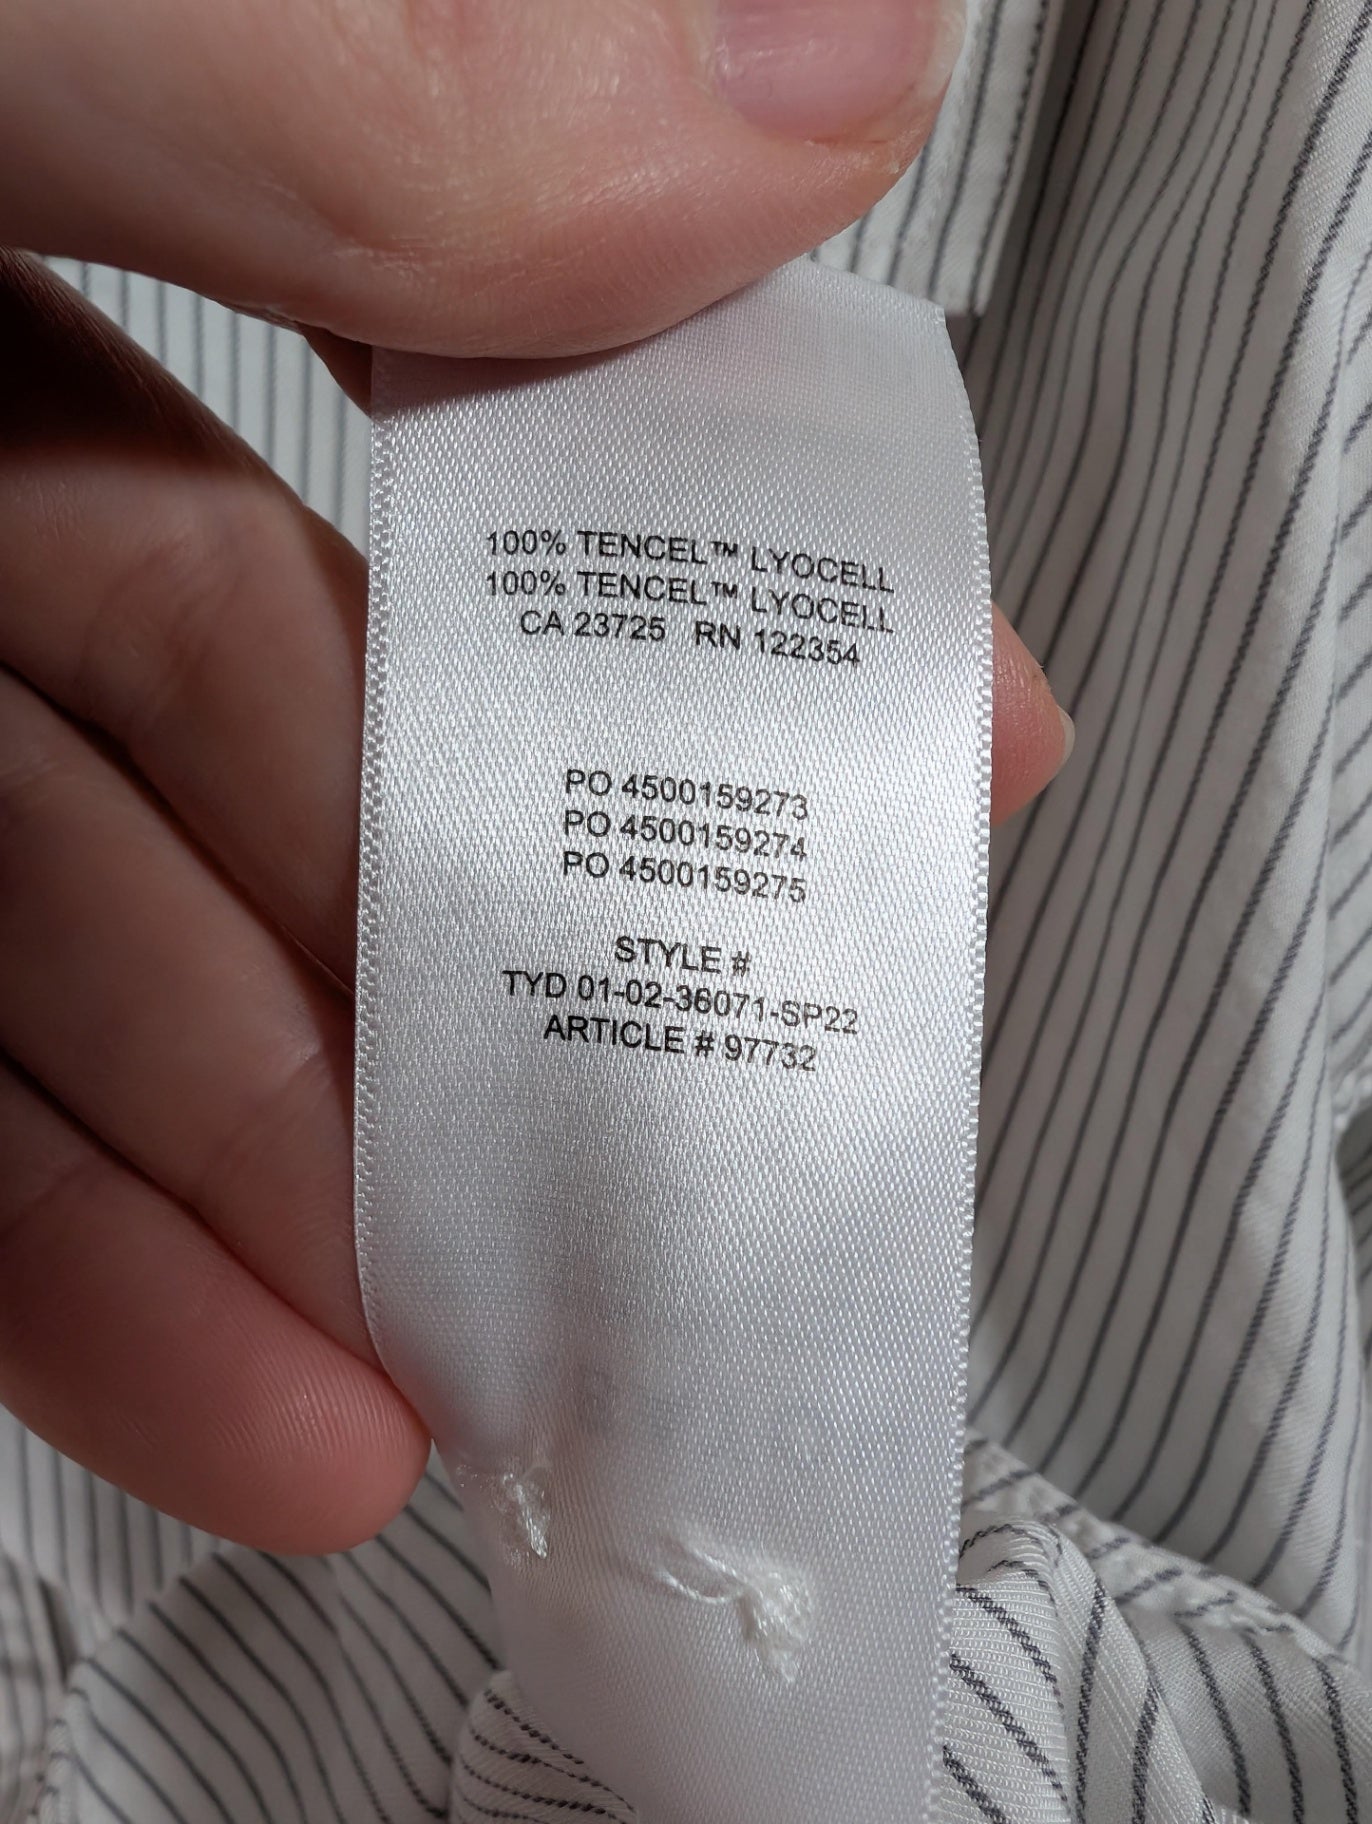 100% TENCEL™ LYOCELL
100% TENCEL™ LYOCELL
CA 23725 RN 122354
PO 4500159273
PO 4500159274
PO 4500159275
STYLE #
TYD 01-02-36071-SP22
ARTICLE # 97732